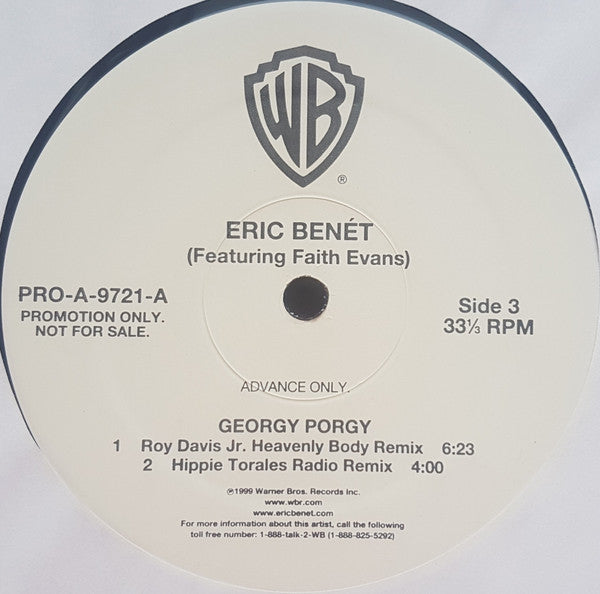 WB
®
ERIC BENÉT
(Featuring Faith Evans)
PRO-A-9721-A
PROMOTION ONLY.
NOT FOR SALE.
Side 3
33⅓ RPM
ADVANCE ONLY.
GEORGY PORGY
1 Roy Davis Jr. Heavenly Body Remix 6:23
2 Hippie Torales Radio Remix 4:00
℗1999 Warner Bros. Records Inc.
www.wbr.com
www.ericbenet.com
For more information about this artist, call the following
toll free number: 1-888-talk-2-WB (1-888-825-5292)